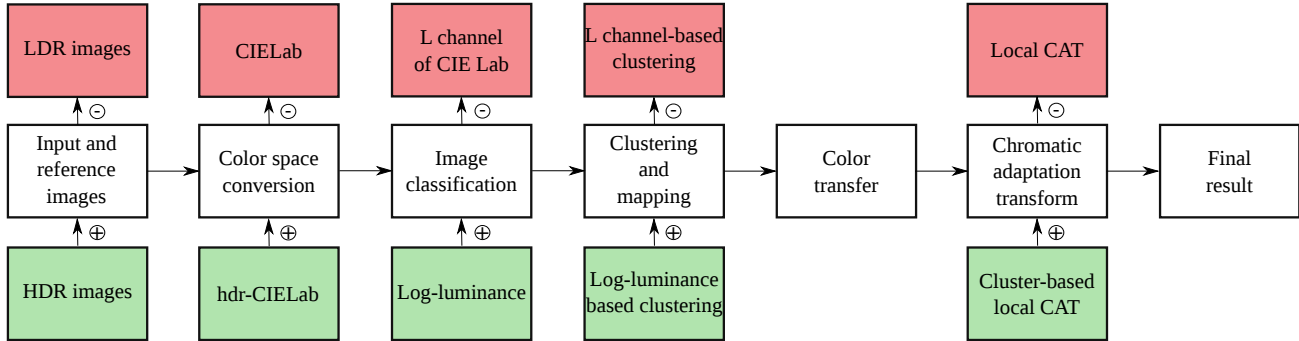 LDR images
CIELab
L channel
of CIE Lab
L channel-based
clustering
Local CAT
-
-
-
-
-
Input and
reference
images
Color space
conversion
Image
classification
Clustering
and
mapping
Color
transfer
Chromatic
adaptation
transform
Final
result
+
+
+
+
+
HDR images
hdr-CIELab
Log-luminance
Log-luminance
based clustering
Cluster-based
local CAT